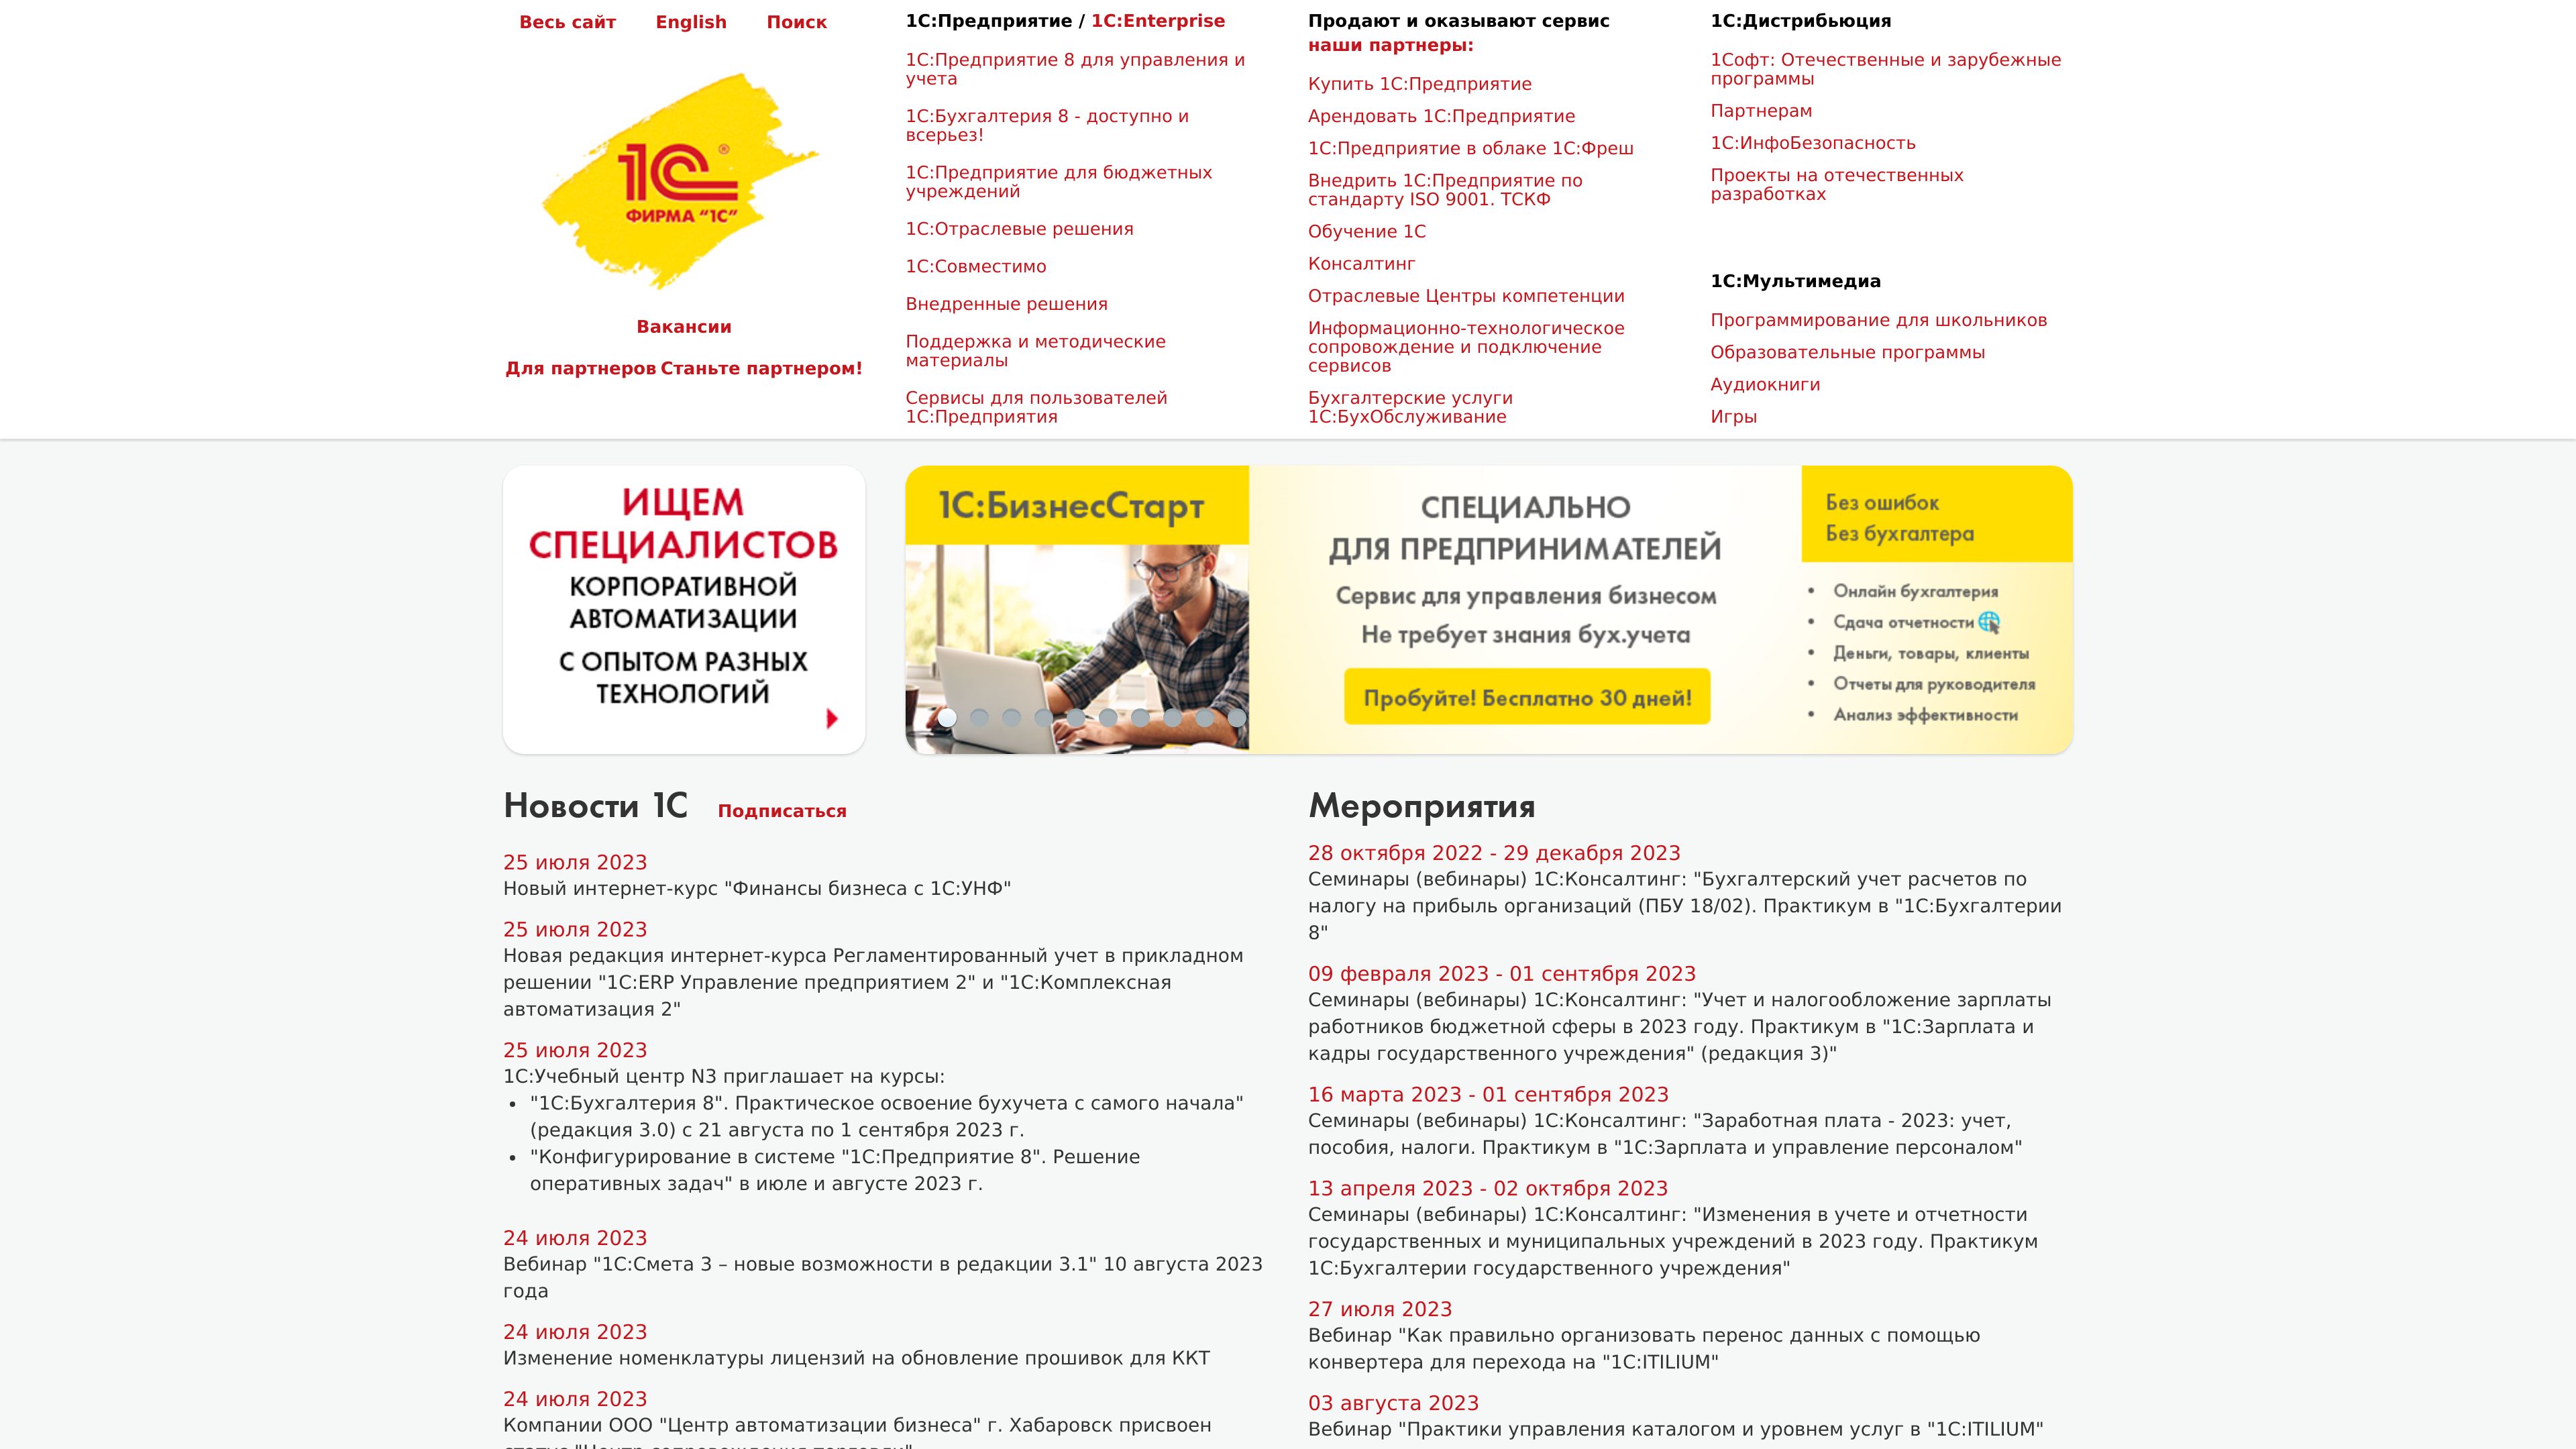 Весь сайт English Поиск
1С
®
ФИРМА "1С"
Вакансии
Для партнеров Станьте партнером!
1С:Предприятие / 1C:Enterprise
1С:Предприятие 8 для управления и
учета
1С:Бухгалтерия 8 - доступно и
всерьез!
1С:Предприятие для бюджетных
учреждений
1С:Отраслевые решения
1С:Совместимо
Внедренные решения
Поддержка и методические
материалы
Сервисы для пользователей
1С:Предприятия
Продают и оказывают сервис
наши партнеры:
Купить 1С:Предприятие
Арендовать 1С:Предприятие
1С:Предприятие в облаке 1С:Фреш
Внедрить 1С:Предприятие по
стандарту ISO 9001. ТСКФ
Обучение 1С
Консалтинг
Отраслевые Центры компетенции
Информационно-технологическое
сопровождение и подключение
сервисов
Бухгалтерские услуги
1С:БухОбслуживание
1С:Дистрибьюция
1Софт: Отечественные и зарубежные
программы
Партнерам
1С:ИнфоБезопасность
Проекты на отечественных
разработках
1С:Мультимедиа
Программирование для школьников
Образовательные программы
Аудиокниги
Игры
ИЩЕМ
СПЕЦИАЛИСТОВ
КОРПОРАТИВНОЙ
АВТОМАТИЗАЦИИ
С ОПЫТОМ РАЗНЫХ
ТЕХНОЛОГИЙ
1С:БизнесСтарт
СПЕЦИАЛЬНО
ДЛЯ ПРЕДПРИНИМАТЕЛЕЙ
Сервис для управления бизнесом
Не требует знания бух.учета
Пробуйте! Бесплатно 30 дней!
Без ошибок
Без бухгалтера
• Онлайн бухгалтерия
• Сдача отчетности
• Деньги, товары, клиенты
• Отчеты для руководителя
• Анализ эффективности
Новости 1С Подписаться
25 июля 2023
Новый интернет-курс "Финансы бизнеса с 1С:УНФ"
25 июля 2023
Новая редакция интернет-курса Регламентированный учет в прикладном
решении "1С:ERP Управление предприятием 2" и "1С:Комплексная
автоматизация 2"
25 июля 2023
1С:Учебный центр N3 приглашает на курсы:
• "1С:Бухгалтерия 8". Практическое освоение бухучета с самого начала"
(редакция 3.0) с 21 августа по 1 сентября 2023 г.
• "Конфигурирование в системе "1С:Предприятие 8". Решение
оперативных задач" в июле и августе 2023 г.
24 июля 2023
Вебинар "1С:Смета 3 – новые возможности в редакции 3.1" 10 августа 2023
года
24 июля 2023
Изменение номенклатуры лицензий на обновление прошивок для ККТ
24 июля 2023
Компании ООО "Центр автоматизации бизнеса" г. Хабаровск присвоен
статус "Центр сопровождения торговли"
Мероприятия
28 октября 2022 - 29 декабря 2023
Семинары (вебинары) 1С:Консалтинг: "Бухгалтерский учет расчетов по
налогу на прибыль организаций (ПБУ 18/02). Практикум в "1С:Бухгалтерии
8"
09 февраля 2023 - 01 сентября 2023
Семинары (вебинары) 1С:Консалтинг: "Учет и налогообложение зарплаты
работников бюджетной сферы в 2023 году. Практикум в "1С:Зарплата и
кадры государственного учреждения" (редакция 3)"
16 марта 2023 - 01 сентября 2023
Семинары (вебинары) 1С:Консалтинг: "Заработная плата - 2023: учет,
пособия, налоги. Практикум в "1С:Зарплата и управление персоналом"
13 апреля 2023 - 02 октября 2023
Семинары (вебинары) 1С:Консалтинг: "Изменения в учете и отчетности
государственных и муниципальных учреждений в 2023 году. Практикум
1С:Бухгалтерии государственного учреждения"
27 июля 2023
Вебинар "Как правильно организовать перенос данных с помощью
конвертера для перехода на "1С:ITILIUM"
03 августа 2023
Вебинар "Практики управления каталогом и уровнем услуг в "1С:ITILIUM"